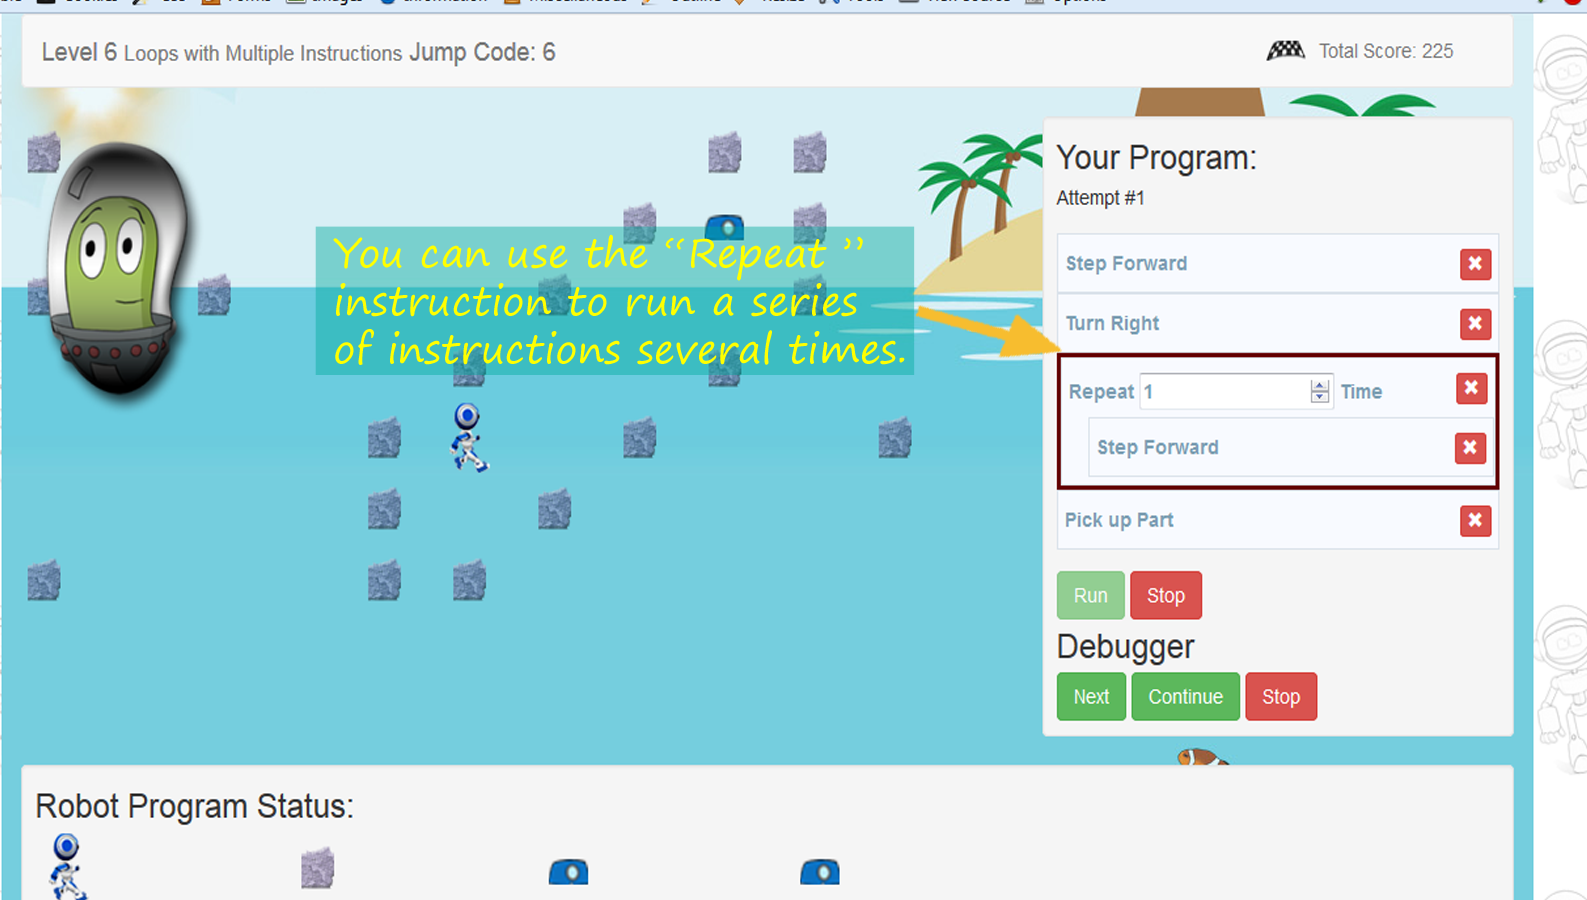 Level 6 Loops with Multiple Instructions Jump Code: 6
Total Score: 225
You can use the “Repeat ”
instruction to run a series
of instructions several times.
Your Program:
Attempt #1
Step Forward
Turn Right
Repeat 1 Time
Step Forward
Pick up Part
Run Stop
Debugger
Next Continue Stop
Robot Program Status: